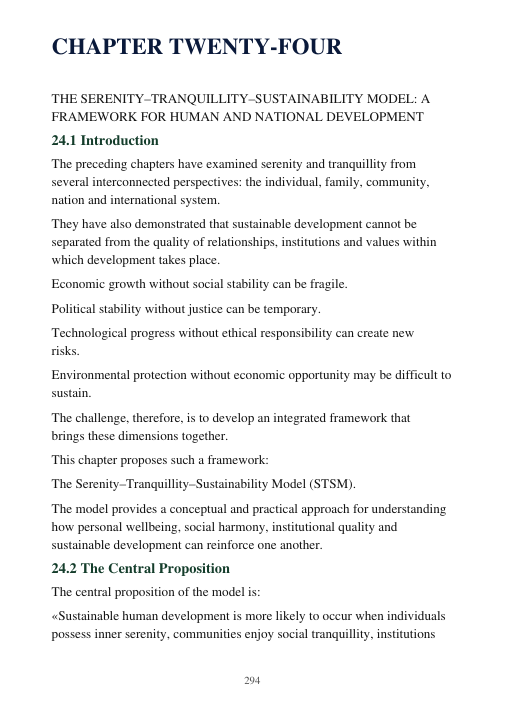 CHAPTER TWENTY-FOUR
THE SERENITY–TRANQUILLITY–SUSTAINABILITY MODEL: A
FRAMEWORK FOR HUMAN AND NATIONAL DEVELOPMENT
24.1 Introduction
The preceding chapters have examined serenity and tranquillity from
several interconnected perspectives: the individual, family, community,
nation and international system.
They have also demonstrated that sustainable development cannot be
separated from the quality of relationships, institutions and values within
which development takes place.
Economic growth without social stability can be fragile.
Political stability without justice can be temporary.
Technological progress without ethical responsibility can create new
risks.
Environmental protection without economic opportunity may be difficult to
sustain.
The challenge, therefore, is to develop an integrated framework that
brings these dimensions together.
This chapter proposes such a framework:
The Serenity–Tranquillity–Sustainability Model (STSM).
The model provides a conceptual and practical approach for understanding
how personal wellbeing, social harmony, institutional quality and
sustainable development can reinforce one another.
24.2 The Central Proposition
The central proposition of the model is:
«Sustainable human development is more likely to occur when individuals
possess inner serenity, communities enjoy social tranquillity, institutions
294